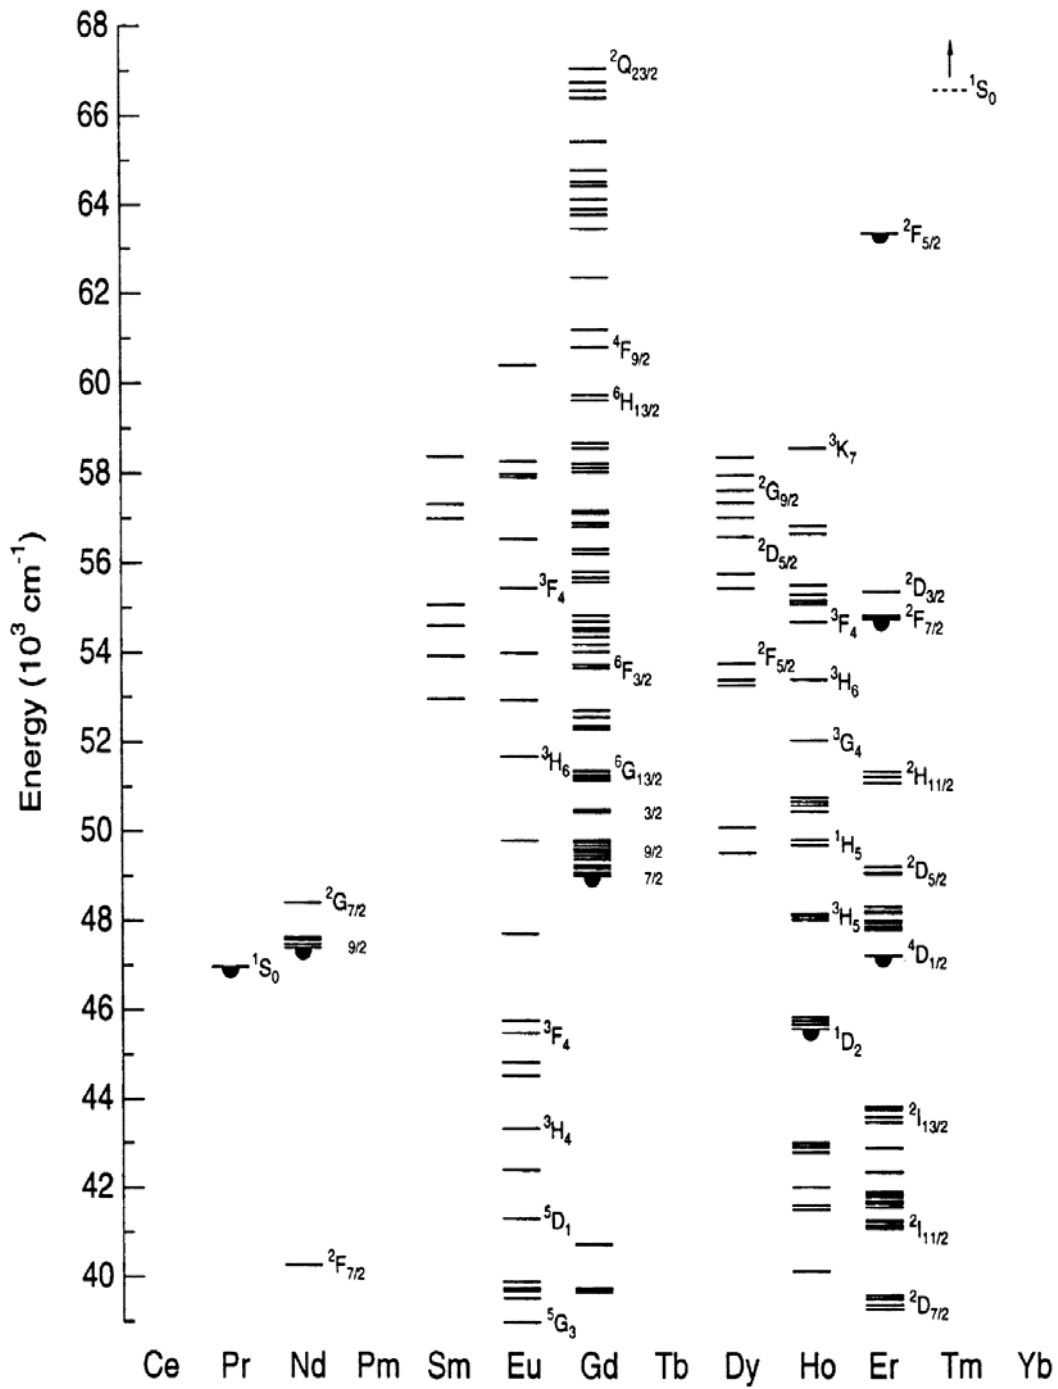 68
²Q₂₃/₂
¹S₀
66
64
²F₅/₂
62
⁴F₉/₂
60
⁶H₁₃/₂
³K₇
58
²G₉/₂
²D₅/₂
56
³F₄
²D₃/₂
³F₄
²F₇/₂
54
²F₅/₂
⁶F₃/₂
³H₆
52
³G₄
³H₆
⁶G₁₃/₂
²H₁₁/₂
3/2
50
9/2
¹H₅
²D₅/₂
7/2
²G₇/₂
48
³H₅
9/2
⁴D₁/₂
¹S₀
46
³F₄
¹D₂
44
²I₁₃/₂
³H₄
42
⁵D₁
²I₁₁/₂
²F₇/₂
40
²D₇/₂
⁵G₃
Energy (10³ cm⁻¹)
Ce Pr Nd Pm Sm Eu Gd Tb Dy Ho Er Tm Yb